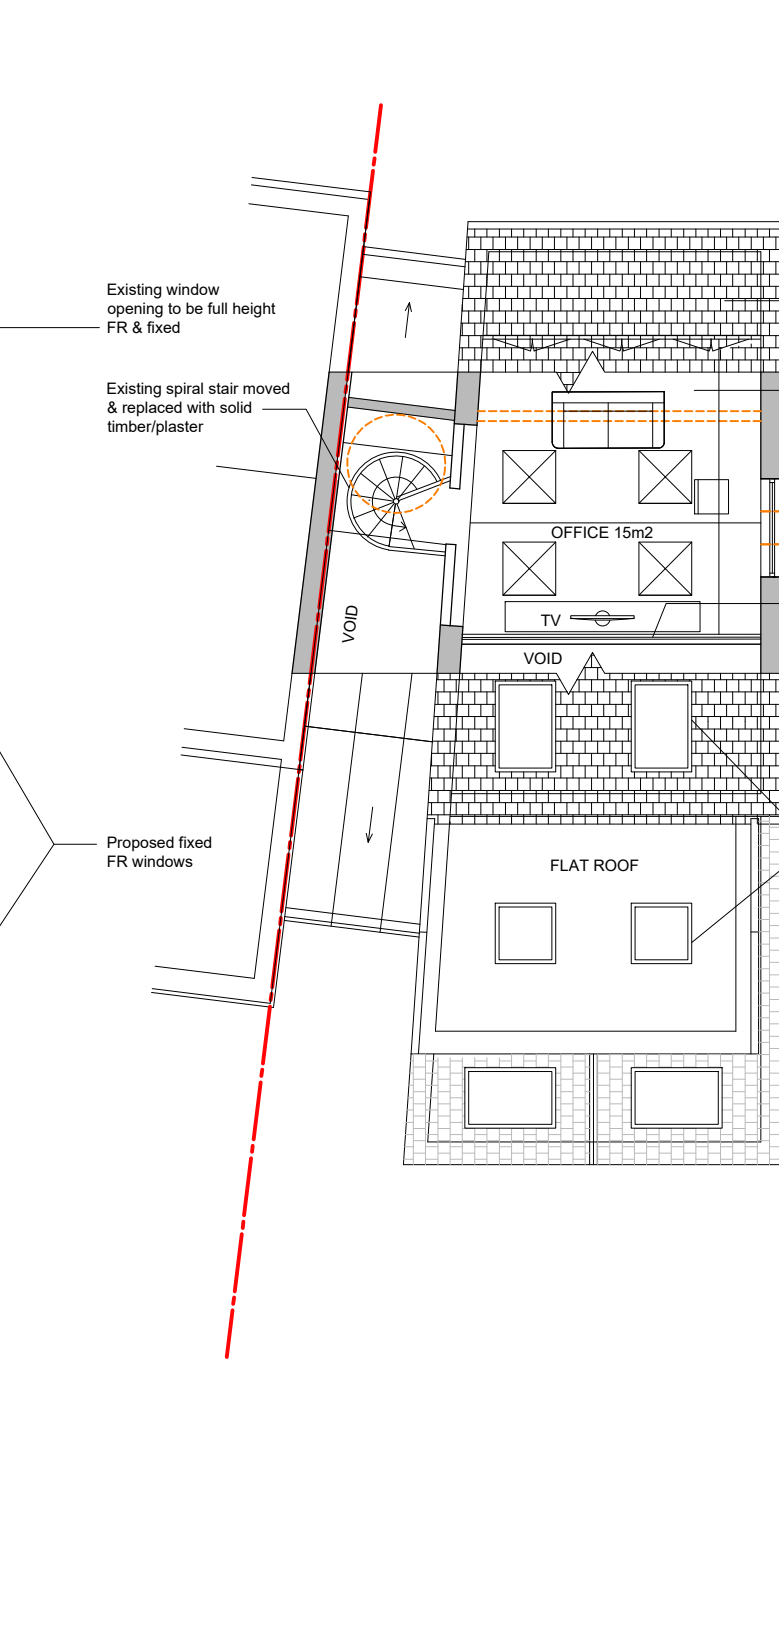 Existing window
opening to be full height
FR & fixed
Existing spiral stair moved
& replaced with solid
timber/plaster
OFFICE 15m2
TV
VOID
VOID
Proposed fixed
FR windows
FLAT ROOF